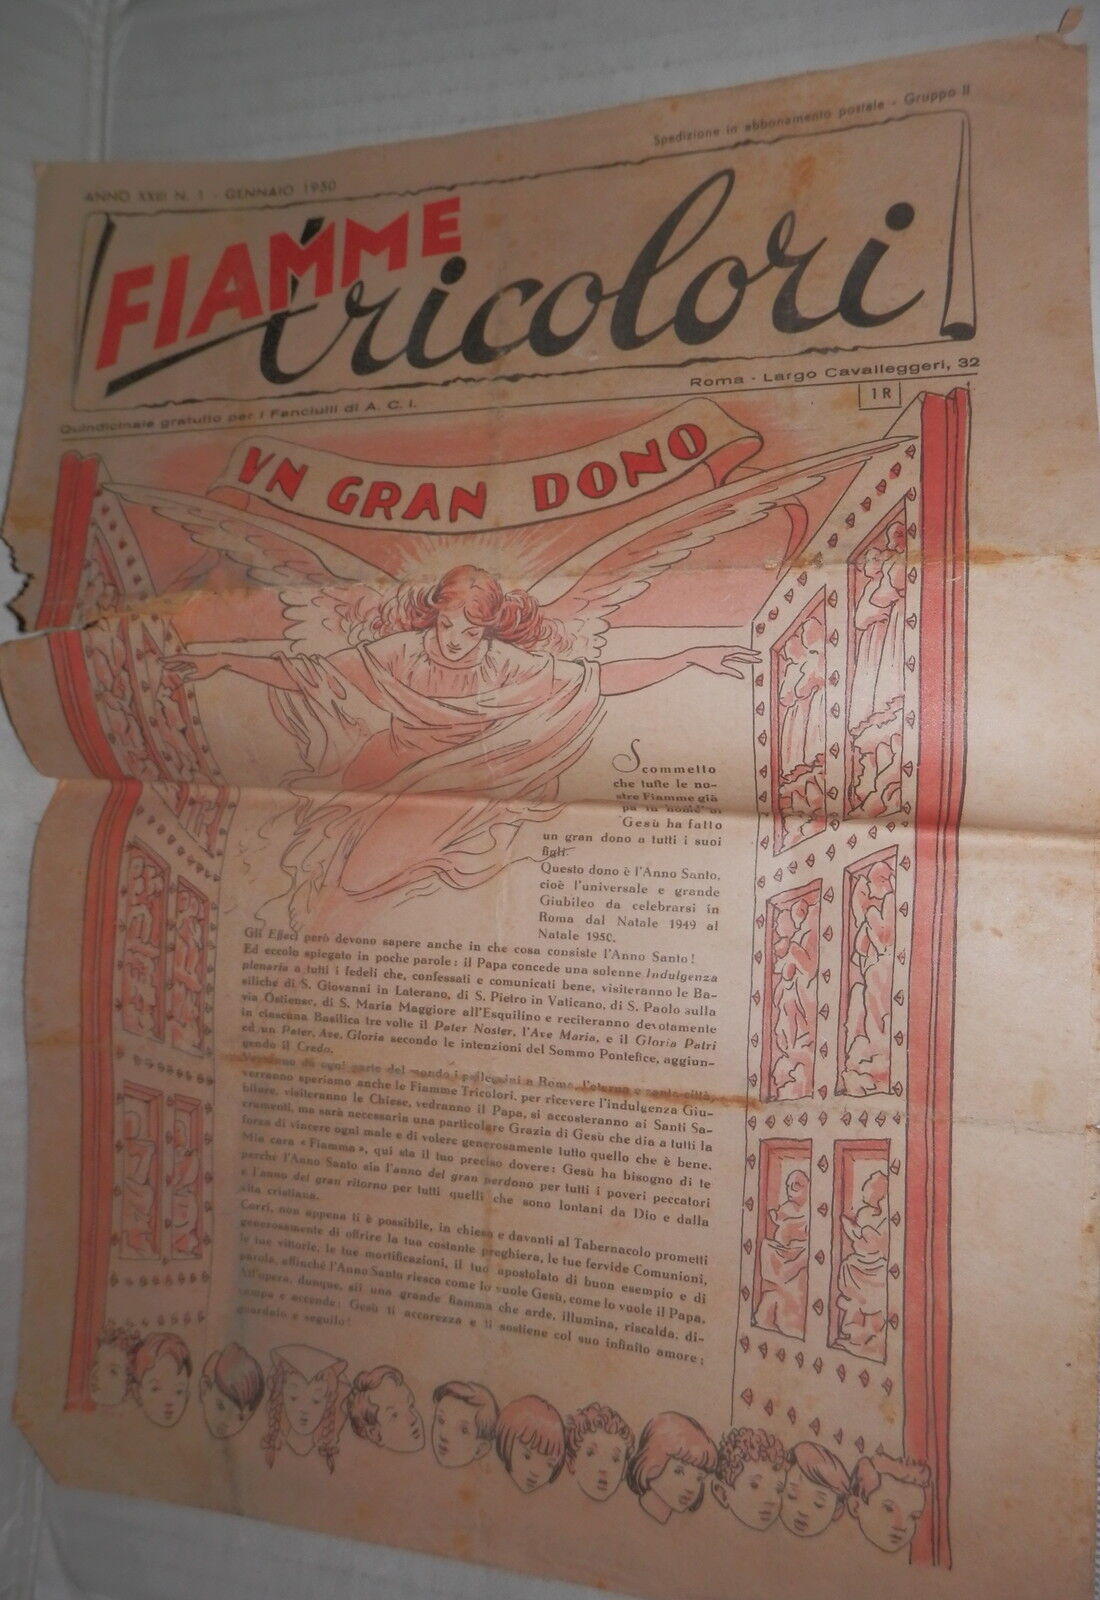 Spedizione in abbonamento postale - Gruppo II
ANNO XXIII N. 1 - GENNAIO 1950
FIAMME
tricolori
Quindicinale gratuito per i Fanciulli di A. C. I.
Roma - Largo Cavalleggeri, 32
1 R
VN GRAN DONO
Scommetto
che tutte le no-
stre Fiamme già
Gesù ha fatto
un gran dono a tutti i suoi
figli.
Questo dono è l'Anno Santo,
cioè l'universale e grande
Giubileo da celebrarsi in
Roma dal Natale 1949 al
Natale 1950.
Gli Effeci però devono sapere anche in che cosa consiste l'Anno Santo!
Ed eccolo spiegato in poche parole: il Papa concede una solenne Indulgenza
plenaria a tutti i fedeli che, confessati e comunicati bene, visiteranno le Ba-
siliche di S. Giovanni in Laterano, di S. Pietro in Vaticano, di S. Paolo sulla
via Ostiense, di S. Maria Maggiore all'Esquilino e reciteranno devotamente
in ciascuna Basilica tre volte il Pater Noster, l'Ave Maria, e il Gloria Patri
ed un Pater, Ave, Gloria secondo le intenzioni del Sommo Pontefice, aggiun-
gendo il Credo.
Verranno da ogni parte del mondo i pellegrini a Roma, l'eterna e santa città,
verranno speriamo anche le Fiamme Tricolori, per ricevere l'indulgenza Giu-
bilare, visiteranno le Chiese, vedranno il Papa, si accosteranno ai Santi Sa-
cramenti, ma sarà necessaria una particolare Grazia di Gesù che dia a tutti la
forza di vincere ogni male e di volere generosamente tutto quello che è bene.
Mia cara «Fiamma», qui sta il tuo preciso dovere: Gesù ha bisogno di te
perchè l'Anno Santo sia l'anno del gran perdono per tutti i poveri peccatori
e l'anno del gran ritorno per tutti quelli che sono lontani da Dio e dalla
vita cristiana.
Corri, non appena ti è possibile, in chiesa e davanti al Tabernacolo prometti
generosamente di offrire la tua costante preghiera, le tue fervide Comunioni,
le tue vittorie, le tue mortificazioni, il tuo apostolato di buon esempio e di
parola, affinché l'Anno Santo riesca come lo vuole Gesù, come lo vuole il Papa.
All'opera, dunque, sii una grande fiamma che arde, illumina, riscalda, di-
vampa e accende: Gesù ti accarezza e ti sostiene col suo infinito amore;
guardalo e seguilo!